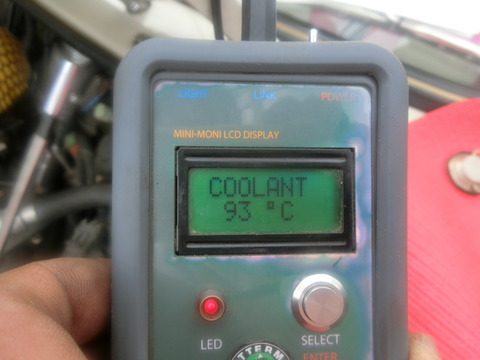 LINK
POWER
MINI-MONI LCD DISPLAY
COOLANT
93 °C
LED
SELECT
ENTER